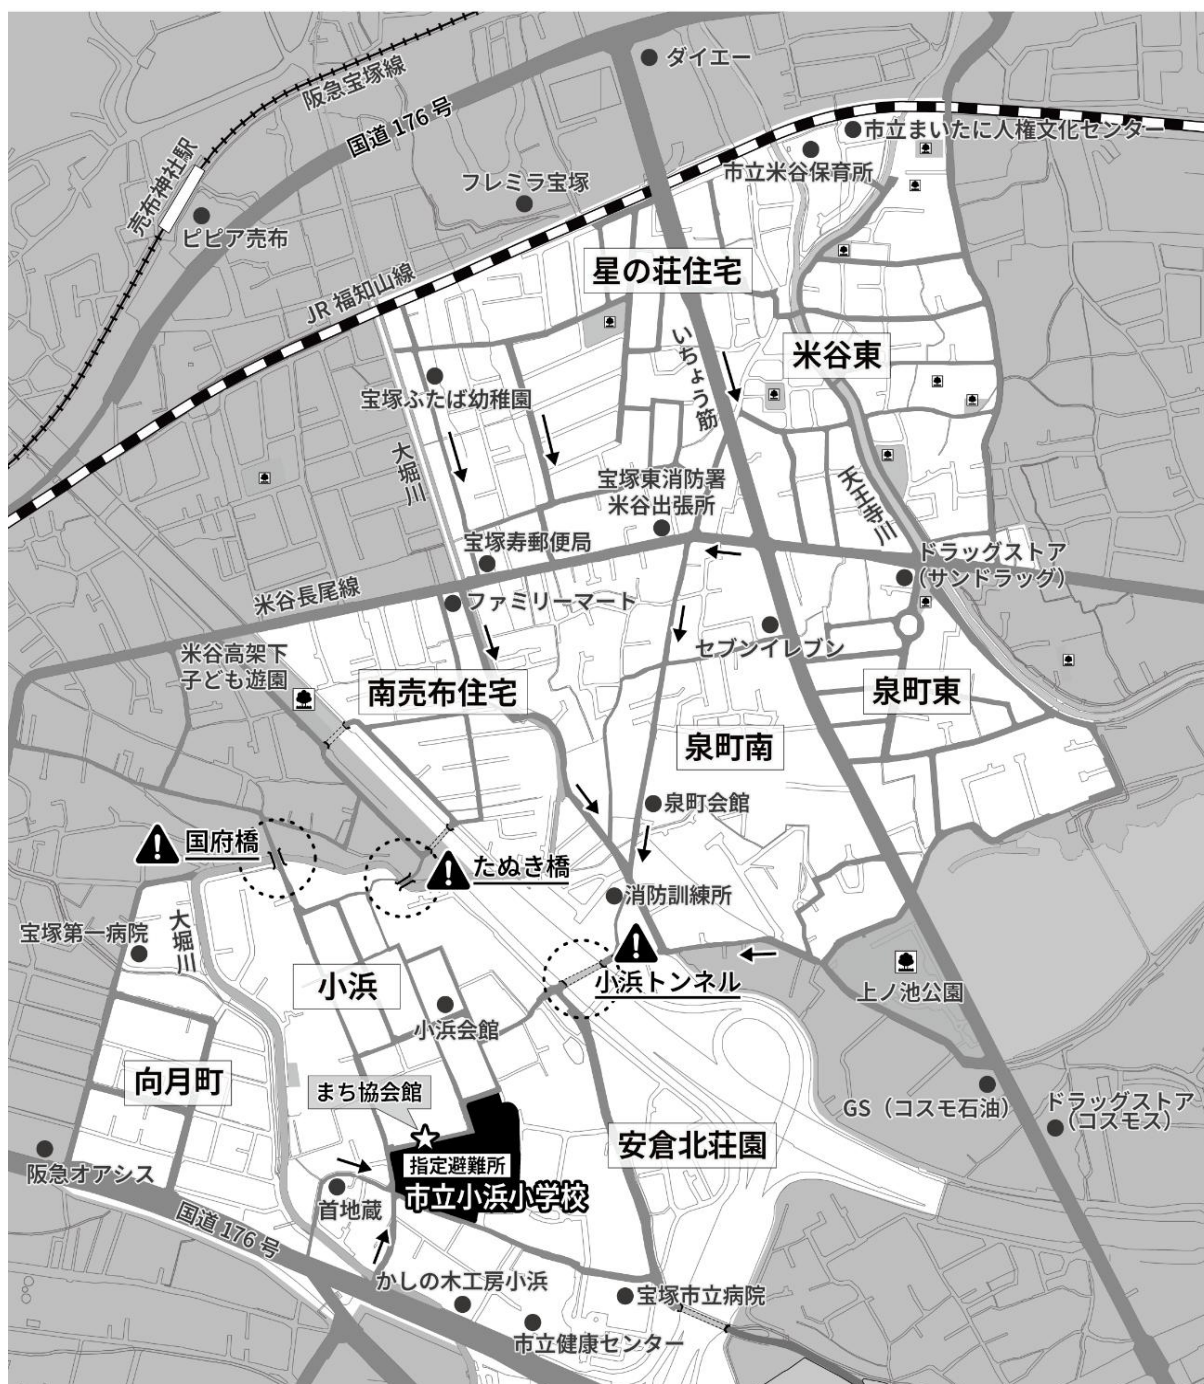 ダイエー
阪急宝塚線
国道176号
市立まいたに人権文化センター
市立米谷保育所
フレミラ宝塚
売布神社駅
ピピア売布
星の荘住宅
JR福知山線
いちょう筋
米谷東
宝塚ふたば幼稚園
大堀川
宝塚東消防署
米谷出張所
天王寺川
宝塚寿郵便局
ドラッグストア
(サンドラッグ)
米谷長尾線
ファミリーマート
セブンイレブン
米谷高架下
子ども遊園
南売布住宅
泉町東
泉町南
泉町会館
国府橋
たぬき橋
消防訓練所
宝塚第一病院
大堀川
小浜
小浜トンネル
上ノ池公園
小浜会館
向月町
まち協会館
GS(コスモ石油)
ドラッグストア
(コスモス)
安倉北荘園
阪急オアシス
指定避難所
市立小浜小学校
首地蔵
国道176号
かしの木工房小浜
宝塚市立病院
市立健康センター